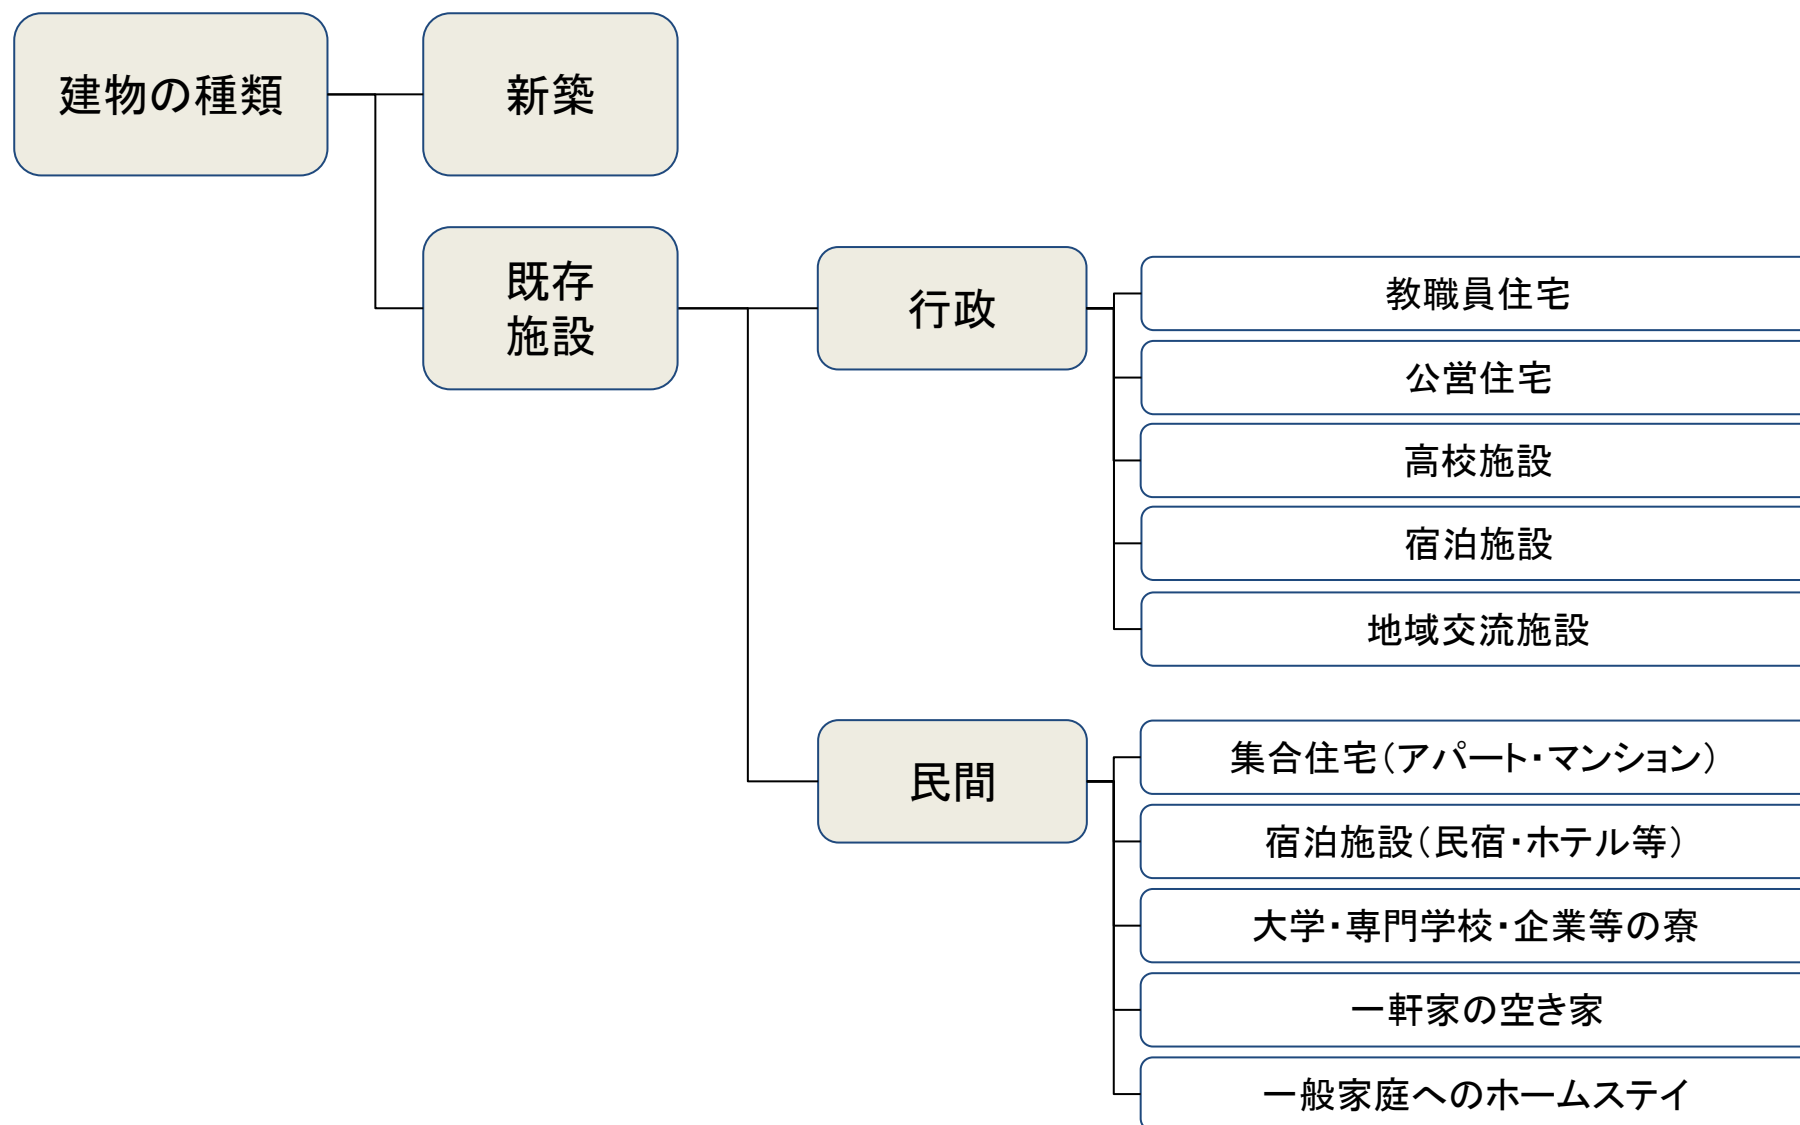 建物の種類
新築
既存
施設
行政
教職員住宅
公営住宅
高校施設
宿泊施設
地域交流施設
民間
集合住宅(アパート・マンション)
宿泊施設(民宿・ホテル等)
大学・専門学校・企業等の寮
一軒家の空き家
一般家庭へのホームステイ